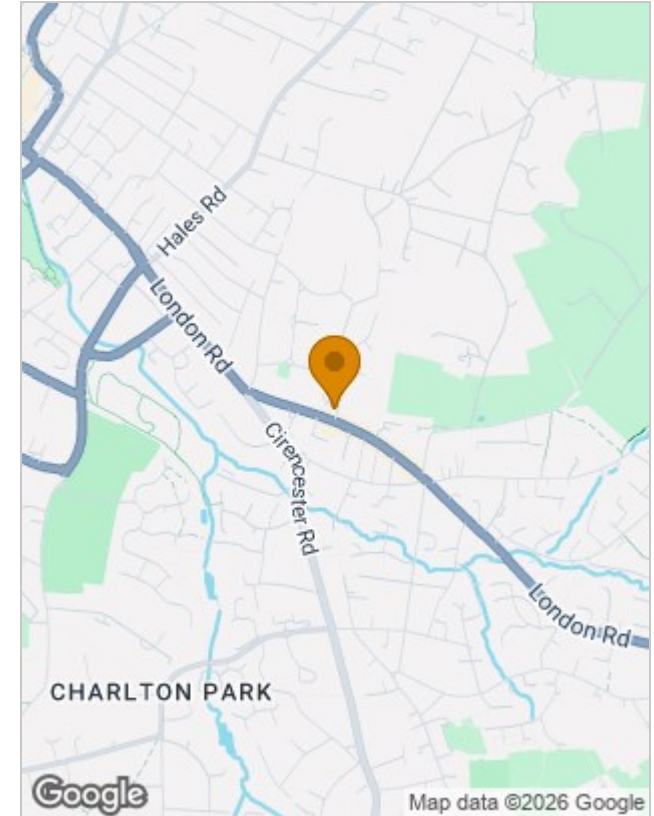 Hales Rd
London Rd
Cirencester Rd
London Rd
CHARLTON PARK
Google
Map data ©2026 Google